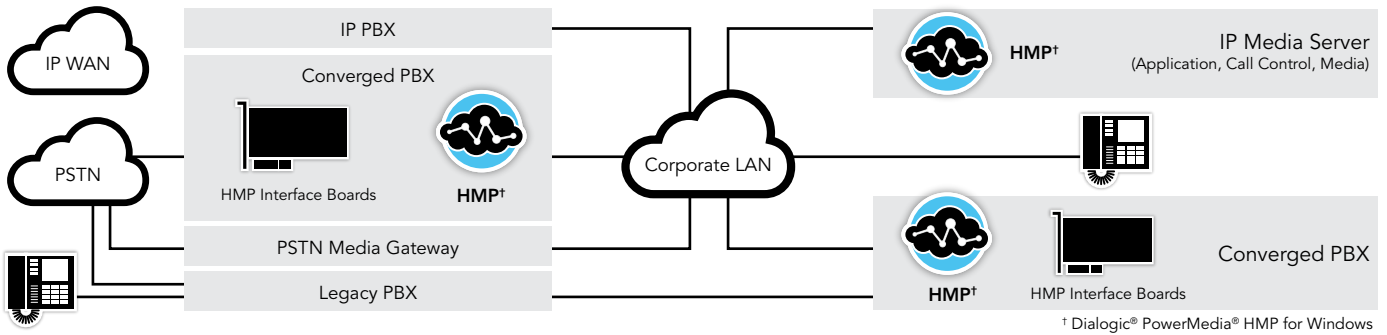 IP WAN
PSTN
IP PBX
Converged PBX
HMP Interface Boards
HMP†
PSTN Media Gateway
Legacy PBX
Corporate LAN
HMP†
IP Media Server
(Application, Call Control, Media)
HMP†
HMP Interface Boards
Converged PBX
† Dialogic® PowerMedia® HMP for Windows